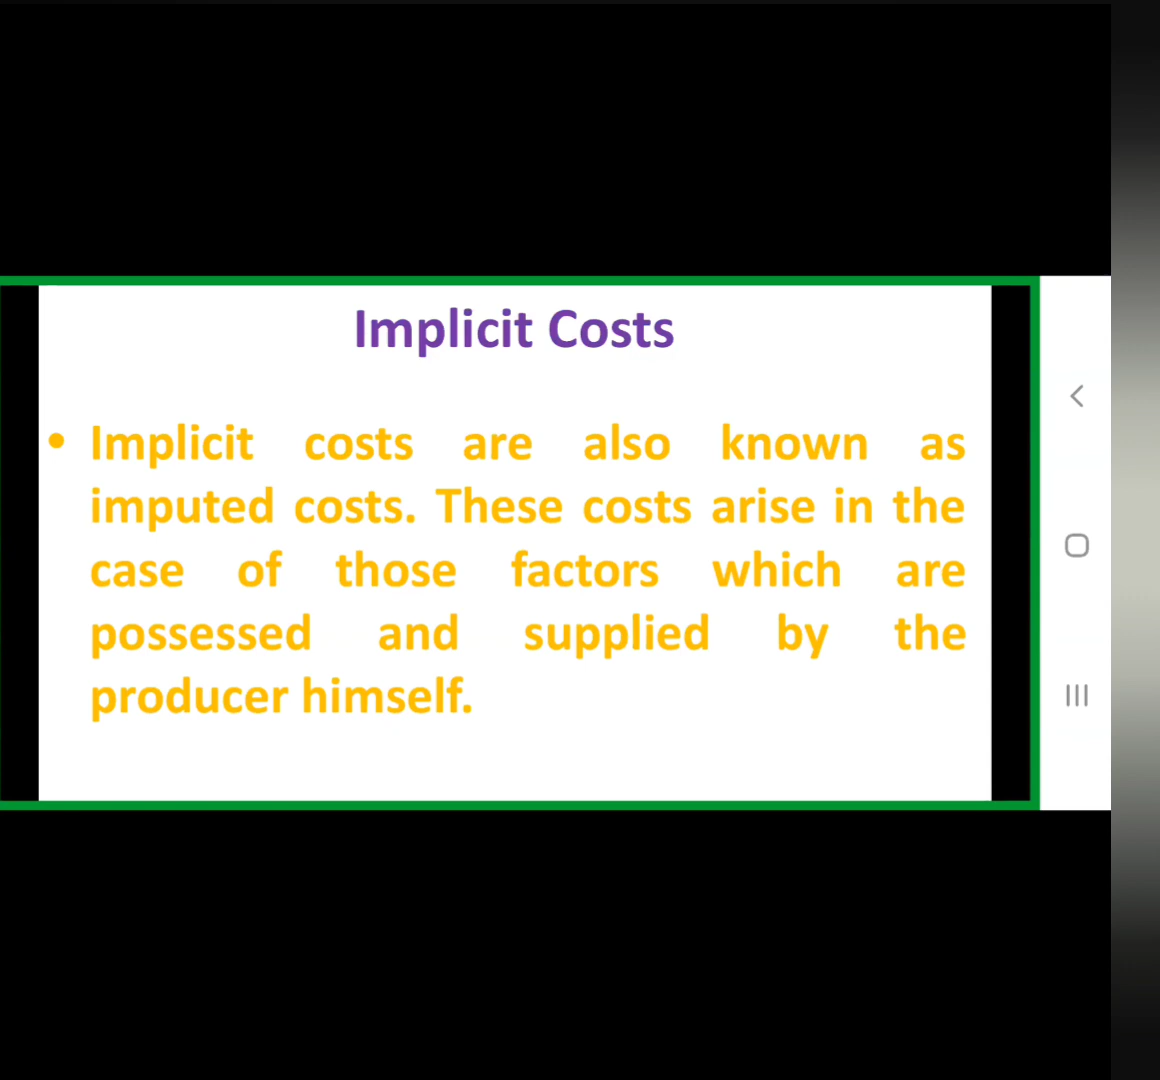 Implicit Costs
• Implicit costs are also known as
imputed costs. These costs arise in the
case of those factors which are
possessed and supplied by the
producer himself.